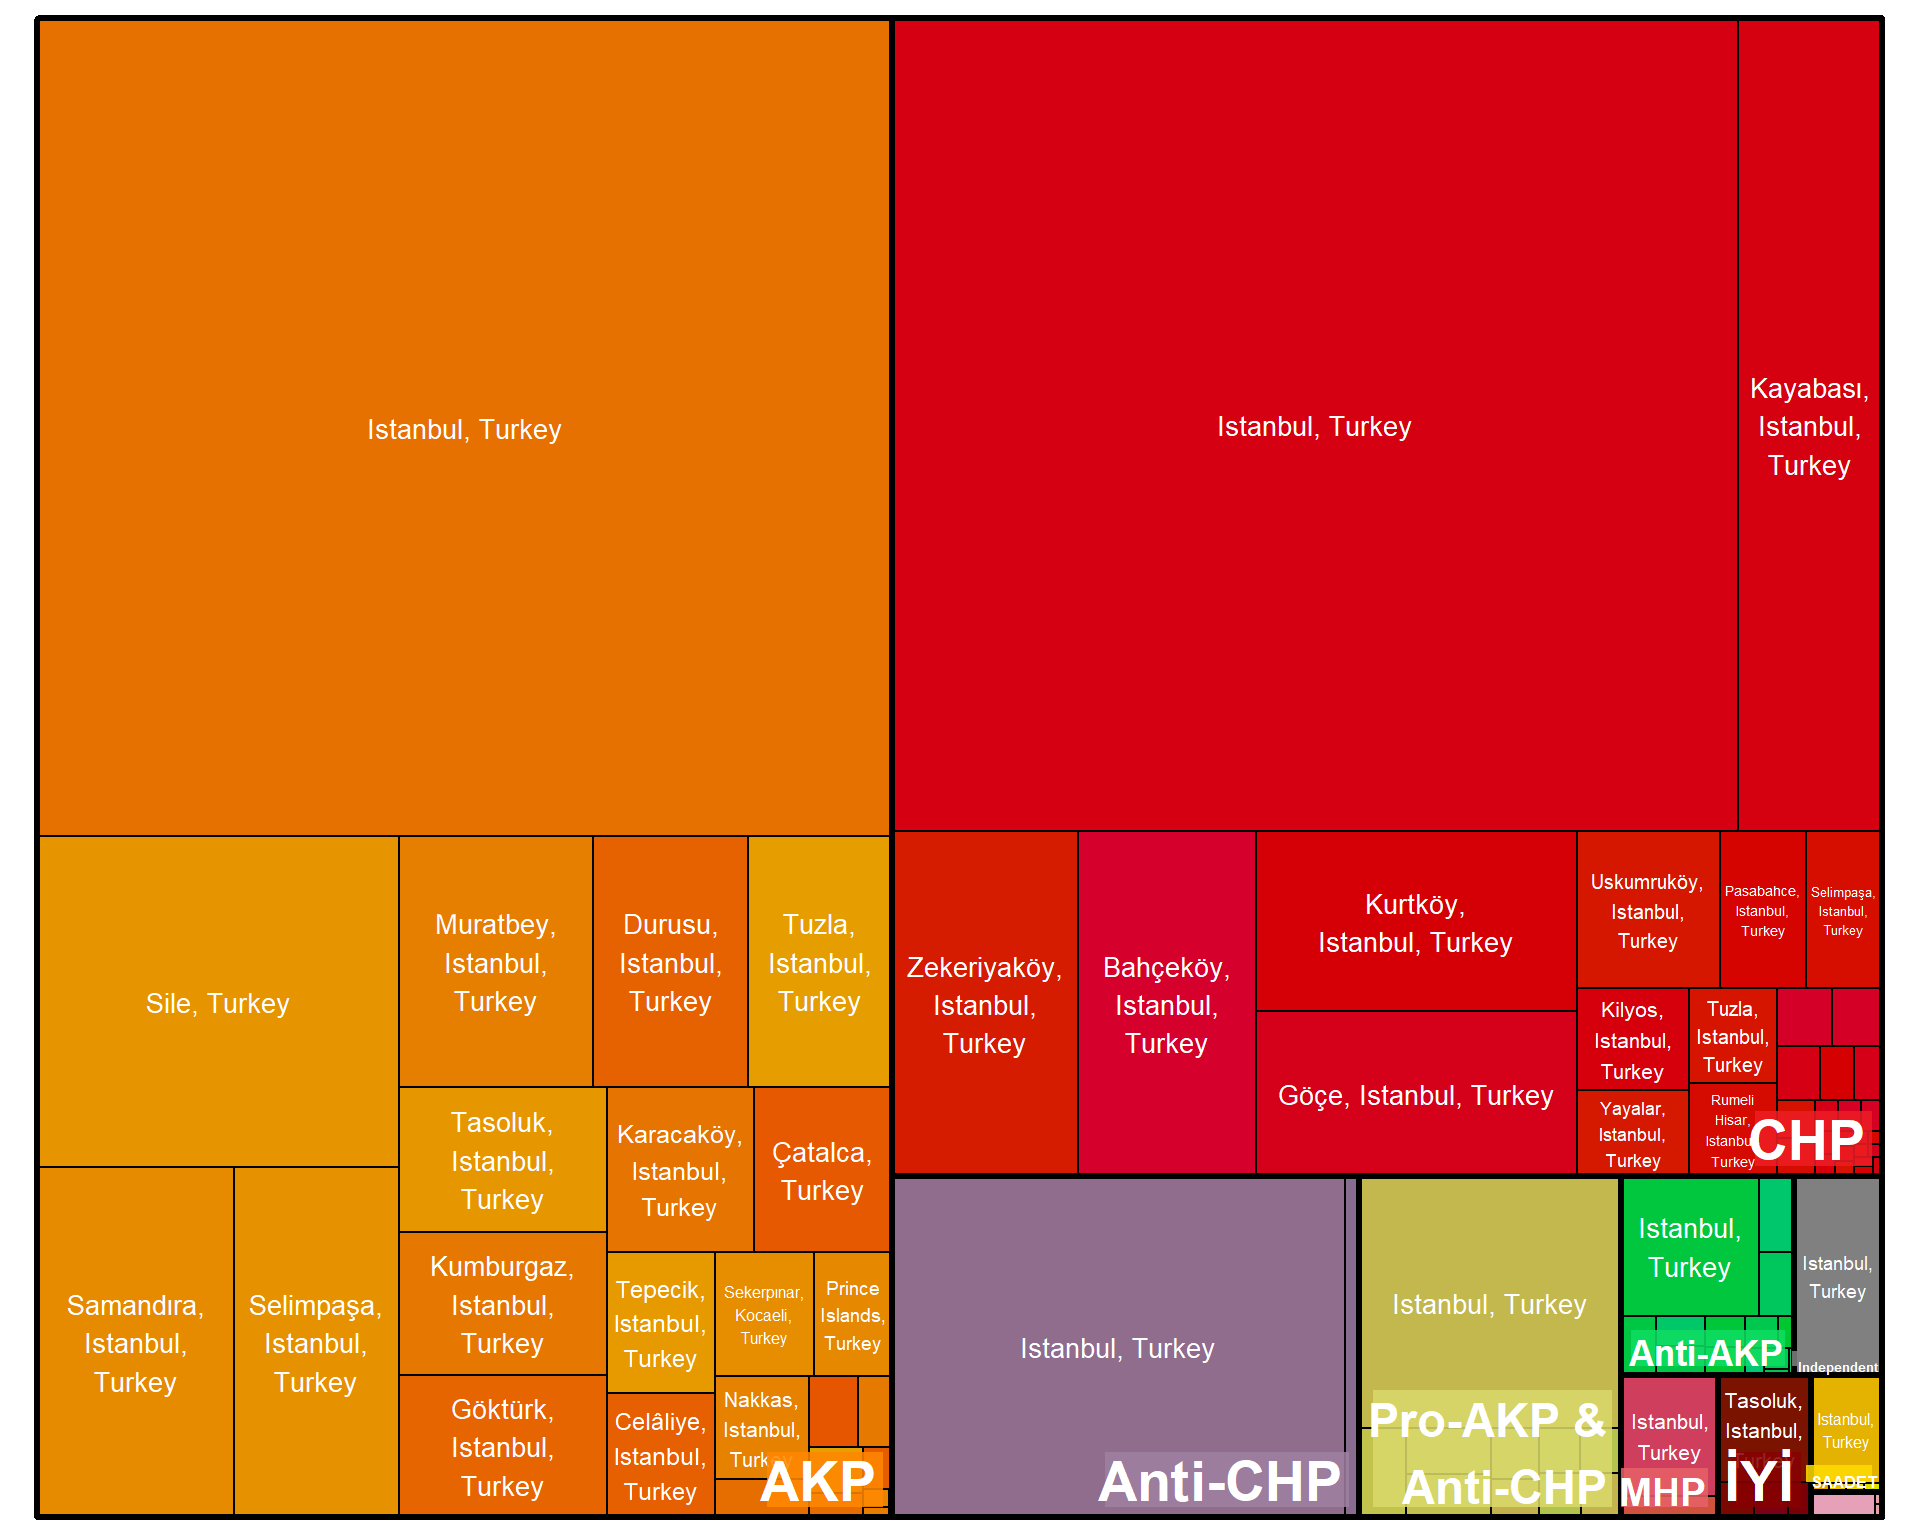 Istanbul, Turkey
Sile, Turkey
Samandıra,
Istanbul,
Turkey
Selimpaşa,
Istanbul,
Turkey
Muratbey,
Istanbul,
Turkey
Durusu,
Istanbul,
Turkey
Tuzla,
Istanbul,
Turkey
Tasoluk,
Istanbul,
Turkey
Karacaköy,
Istanbul,
Turkey
Çatalca,
Turkey
Kumburgaz,
Istanbul,
Turkey
Göktürk,
Istanbul,
Turkey
Tepecik,
Istanbul,
Turkey
Sekerpınar,
Kocaeli,
Turkey
Prince
Islands,
Turkey
Celâliye,
Istanbul,
Turkey
Nakkas,
Istanbul,
Turkey
AKP
Istanbul, Turkey
Kayabası,
Istanbul,
Turkey
Zekeriyaköy,
Istanbul,
Turkey
Bahçeköy,
Istanbul,
Turkey
Kurtköy,
Istanbul, Turkey
Göçe, Istanbul, Turkey
Uskumruköy,
Istanbul,
Turkey
Pasabahce,
Istanbul,
Turkey
Selimpaşa,
Istanbul,
Turkey
Kilyos,
Istanbul,
Turkey
Tuzla,
Istanbul,
Turkey
Yayalar,
Istanbul,
Turkey
Rumeli
Hisar,
Istanbul,
Turkey
CHP
Istanbul, Turkey
Anti-CHP
Istanbul, Turkey
Pro-AKP &
Anti-CHP
Istanbul,
Turkey
Anti-AKP
Istanbul,
Turkey
Independent
Istanbul,
Turkey
MHP
Tasoluk,
Istanbul,
Turkey
İYİ
Istanbul,
Turkey
SAADET